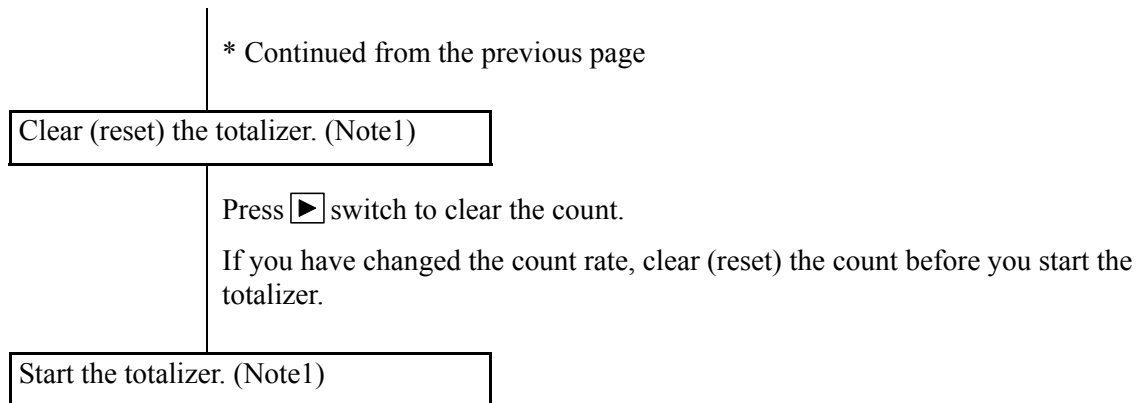 * Continued from the previous page
Clear (reset) the totalizer. (Note1)
Press ▶ switch to clear the count.
If you have changed the count rate, clear (reset) the count before you start the
totalizer.
Start the totalizer. (Note1)